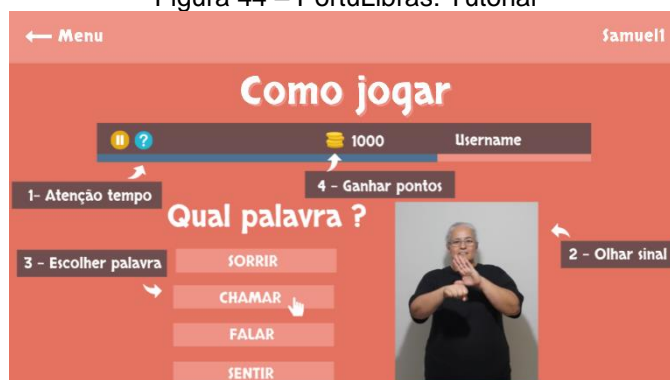 Figura 44 – PortuLibras: Tutorial
Menu
Samuel1
Como jogar
1000
Username
1- Atenção tempo
4 - Ganhar pontos
Qual palavra ?
2 - Olhar sinal
3 - Escolher palavra
SORRIR
CHAMAR
FALAR
SENTIR